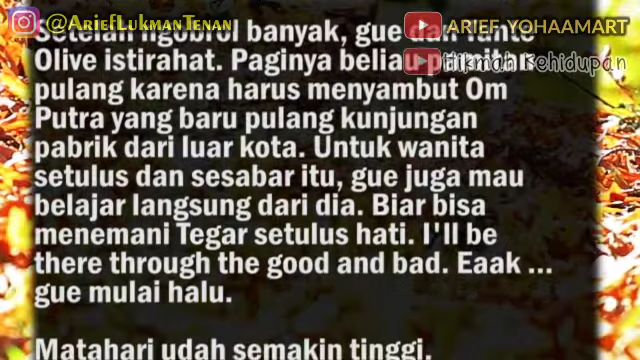 @AriefLukmanTenan
ARIEF YOHAAMART
Hikmah Kehidupan
Setelah ngobrol banyak, gue dan
Olive istirahat. Paginya beliau
pulang karena harus menyambut Om
Putra yang baru pulang kunjungan
pabrik dari luar kota. Untuk wanita
setulus dan sesabar itu, gue juga mau
belajar langsung dari dia. Biar bisa
menemani Tegar setulus hati. I'll be
there through the good and bad. Eaak ...
gue mulai halu.
Matahari udah semakin tinggi,